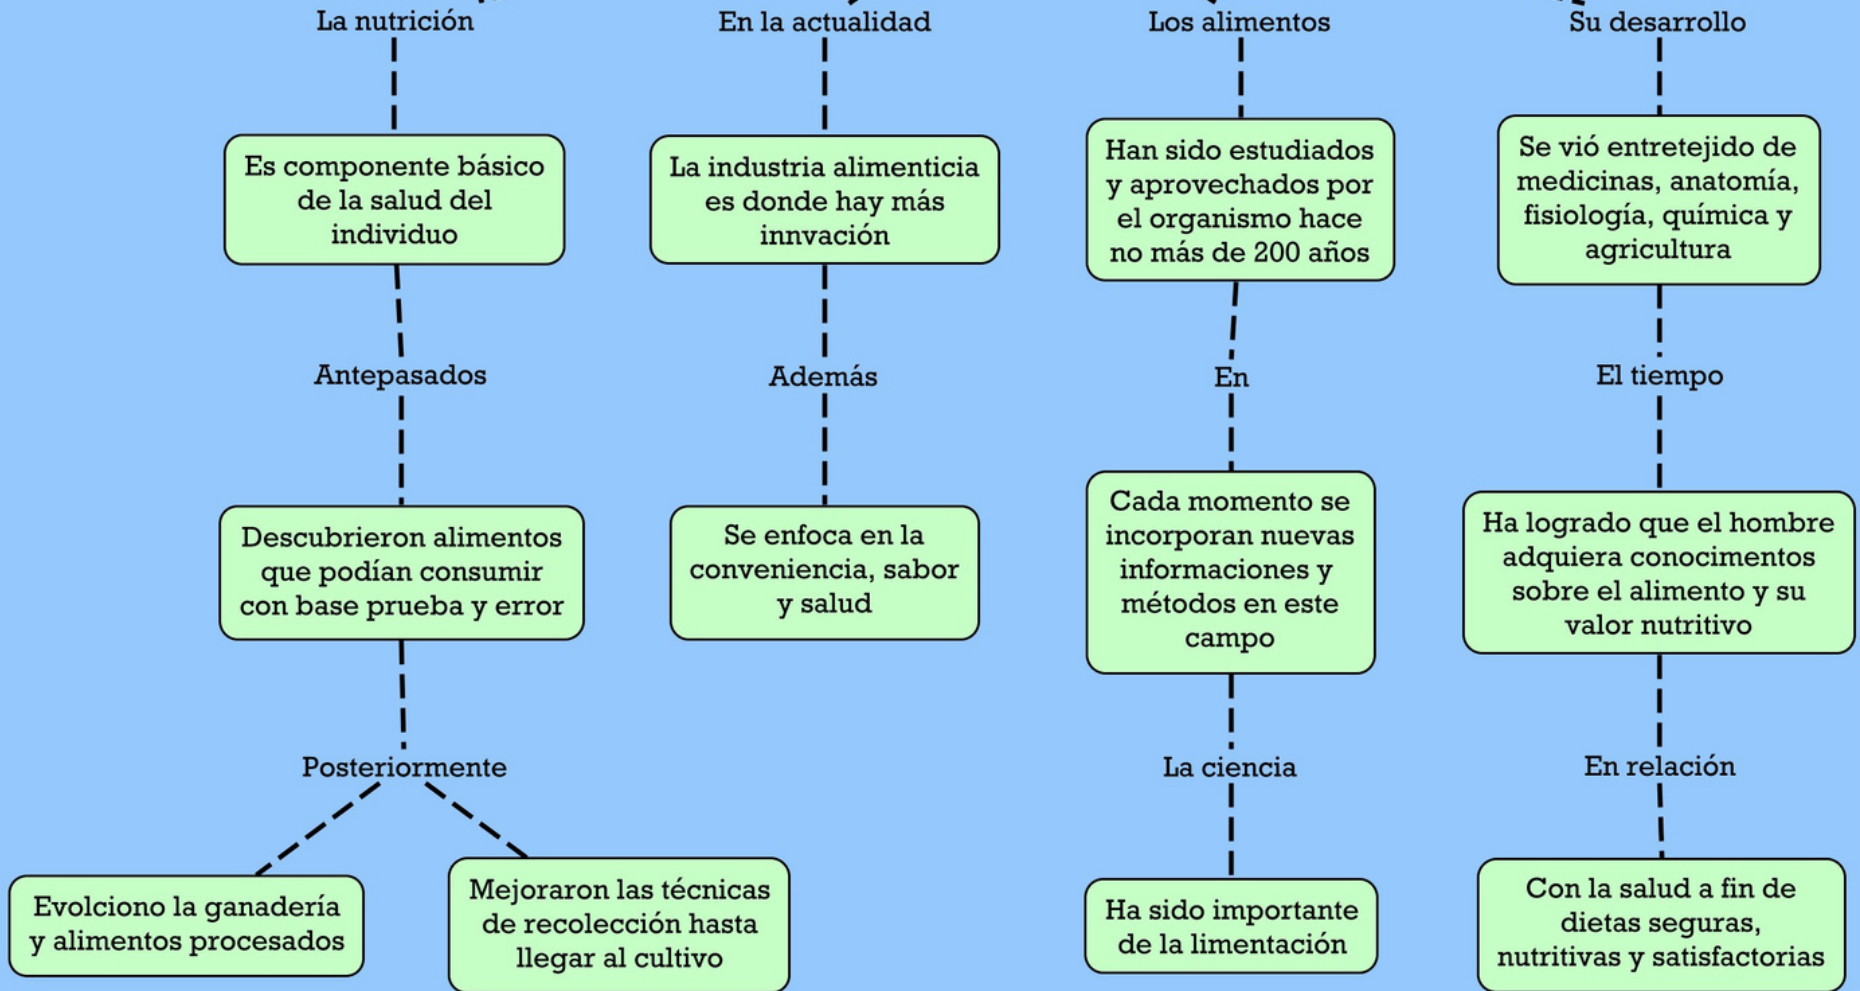 La nutrición
Es componente básico
de la salud del
individuo
Antepasados
Descubrieron alimentos
que podían consumir
con base prueba y error
Posteriormente
Evolciono la ganadería
y alimentos procesados
Mejoraron las técnicas
de recolección hasta
llegar al cultivo
En la actualidad
La industria alimenticia
es donde hay más
innvación
Además
Se enfoca en la
conveniencia, sabor
y salud
Los alimentos
Han sido estudiados
y aprovechados por
el organismo hace
no más de 200 años
En
Cada momento se
incorporan nuevas
informaciones y
métodos en este
campo
La ciencia
Ha sido importante
de la limentación
Su desarrollo
Se vió entretejido de
medicinas, anatomía,
fisiología, química y
agricultura
El tiempo
Ha logrado que el hombre
adquiera conocimentos
sobre el alimento y su
valor nutritivo
En relación
Con la salud a fin de
dietas seguras,
nutritivas y satisfactorias